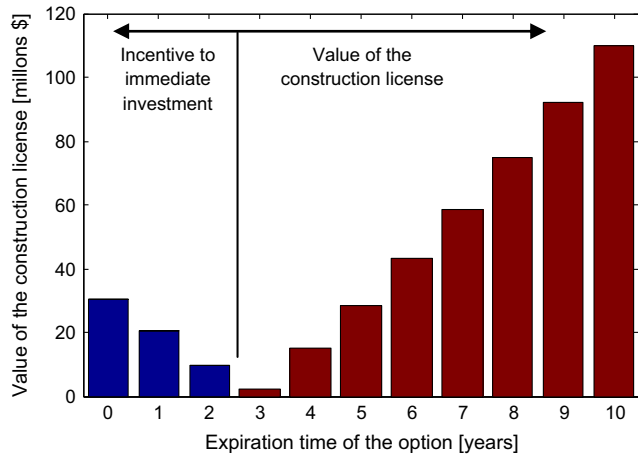 120
100
80
60
40
20
0
Value of the construction license [millons $]
Incentive to
immediate
investment
Value of the
construction license
0 1 2 3 4 5 6 7 8 9 10
Expiration time of the option [years]